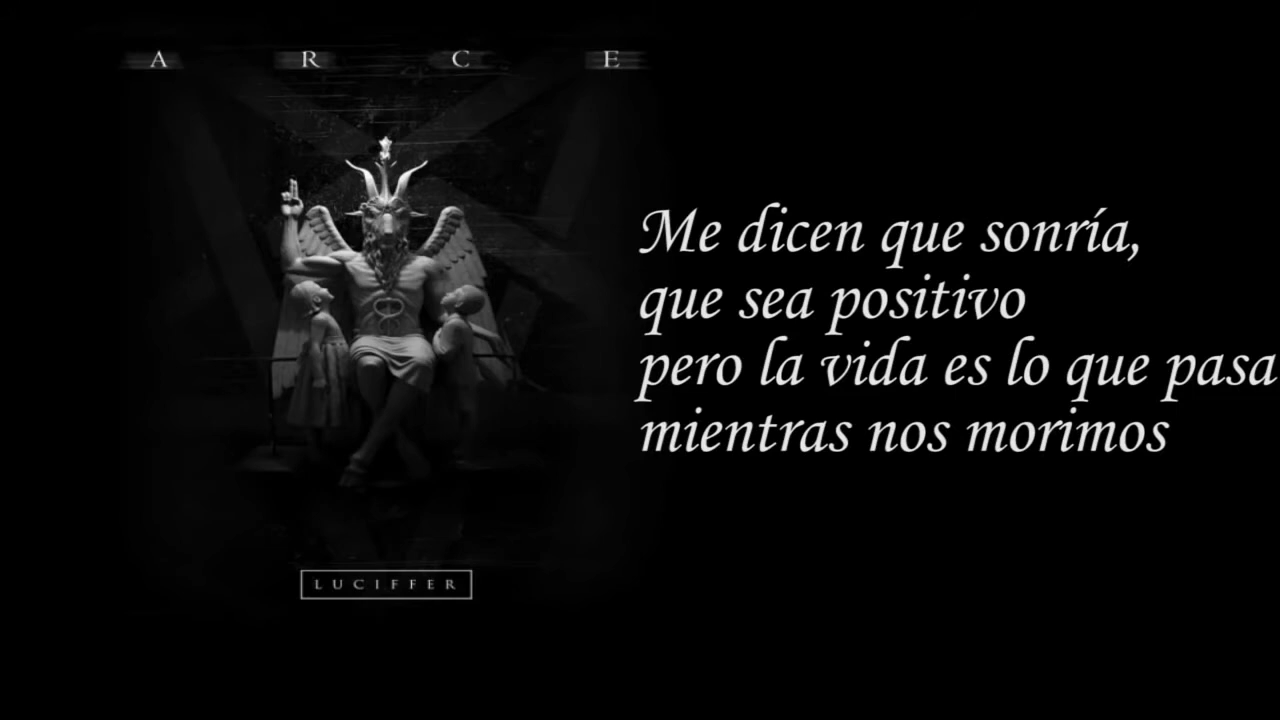 A R C E
Me dicen que sonría,
que sea positivo
pero la vida es lo que pasa
mientras nos morimos
LUCIFFER